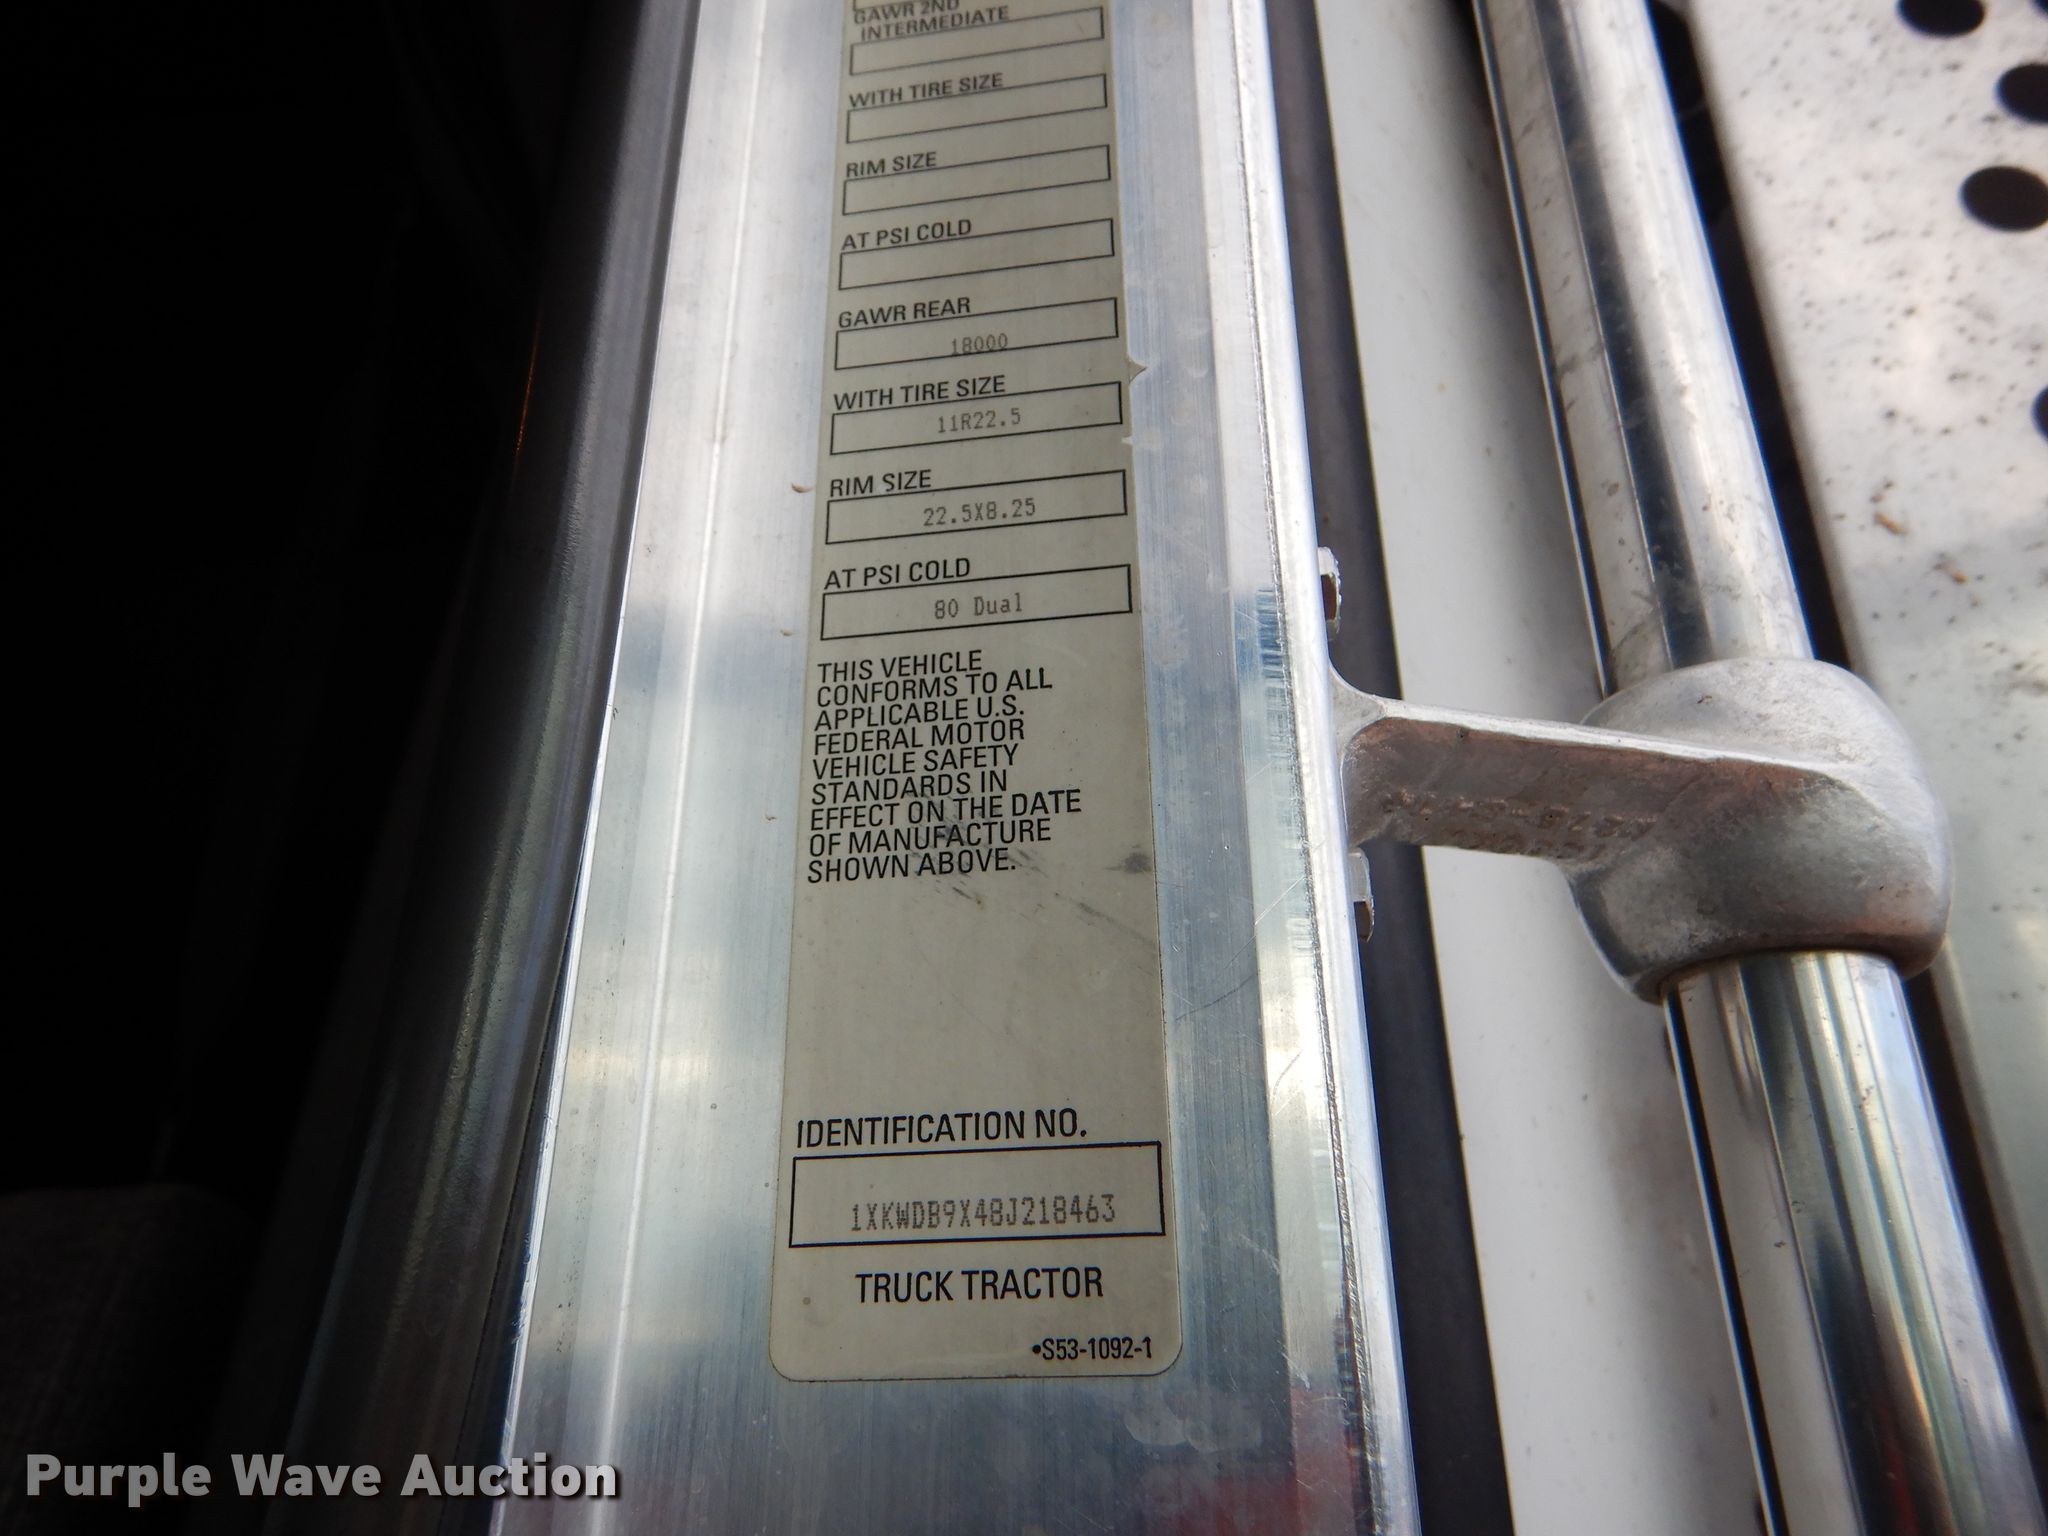 GAWR 2ND
INTERMEDIATE
WITH TIRE SIZE
RIM SIZE
AT PSI COLD
GAWR REAR
18000
WITH TIRE SIZE
11R22.5
RIM SIZE
22.5X8.25
AT PSI COLD
80 Dual
THIS VEHICLE
CONFORMS TO ALL
APPLICABLE U.S.
FEDERAL MOTOR
VEHICLE SAFETY
STANDARDS IN
EFFECT ON THE DATE
OF MANUFACTURE
SHOWN ABOVE.
IDENTIFICATION NO.
1XKWDB9X48J218463
TRUCK TRACTOR
•S53-1092-1
Purple Wave Auction